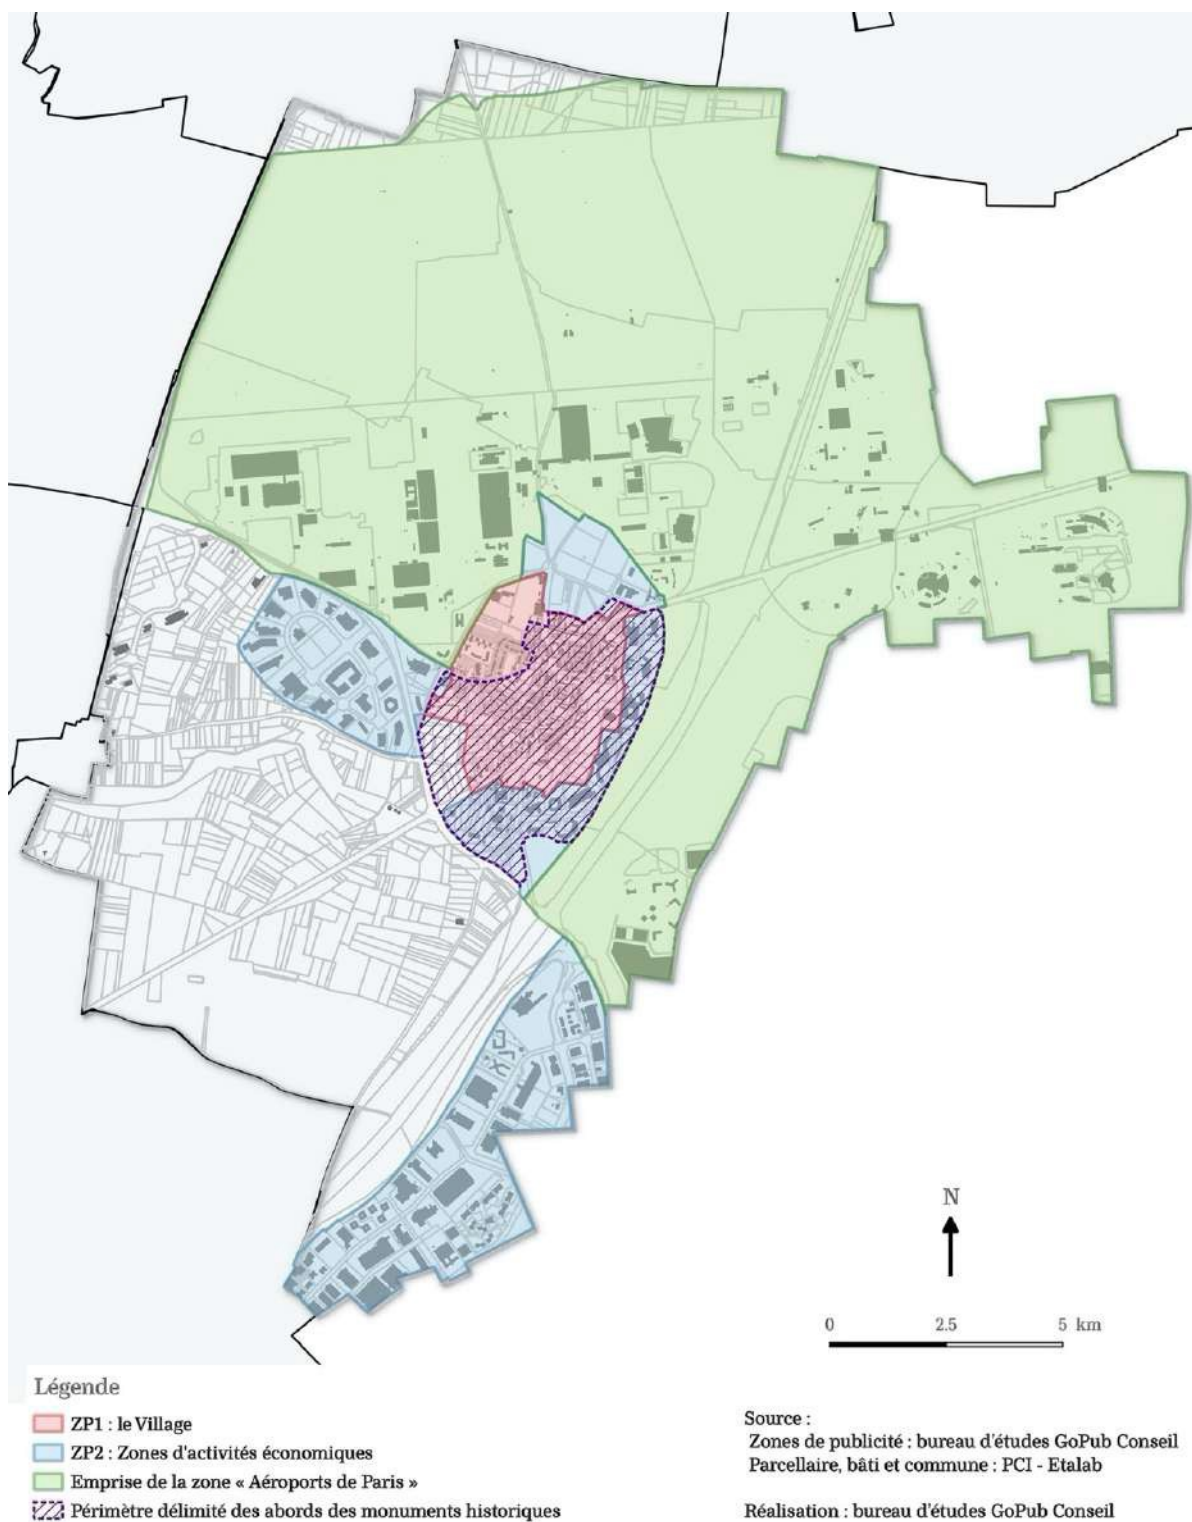 N
0 2.5 5 km
Légende
ZP1 : le Village
ZP2 : Zones d'activités économiques
Emprise de la zone « Aéroports de Paris »
Périmètre délimité des abords des monuments historiques
Source :
Zones de publicité : bureau d'études GoPub Conseil
Parcellaire, bâti et commune : PCI - Etalab
Réalisation : bureau d'études GoPub Conseil